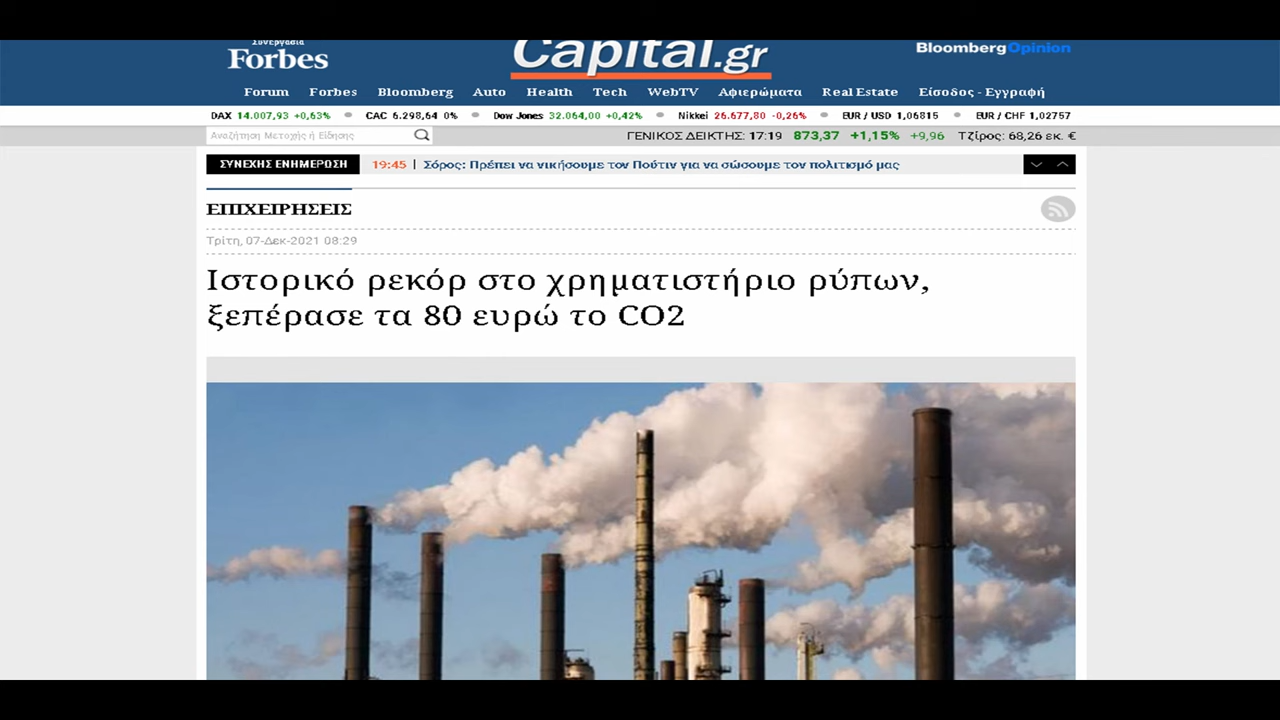 Συνεργασία
Forbes
Capital.gr
BloombergOpinion
Forum Forbes Bloomberg Auto Health Tech WebTV Αφιερώματα Real Estate Είσοδος - Εγγραφή
DAX 14.007,93 +0,63% CAC 6.298,64 0% Dow Jones 32.064,00 +0,42% Nikkei 26.677,80 -0,26% EUR / USD 1,06815 EUR / CHF 1,02757
Αναζήτηση Μετοχής ή Είδησης
ΓΕΝΙΚΟΣ ΔΕΙΚΤΗΣ: 17:19 873,37 +1,15% +9,96 Τζίρος: 68,26 εκ. €
ΣΥΝΕΧΗΣ ΕΝΗΜΕΡΩΣΗ 19:45 | Σόρος: Πρέπει να νικήσουμε τον Πούτιν για να σώσουμε τον πολιτισμό μας
ΕΠΙΧΕΙΡΗΣΕΙΣ
Τρίτη, 07-Δεκ-2021 08:29
Ιστορικό ρεκόρ στο χρηματιστήριο ρύπων,
ξεπέρασε τα 80 ευρώ το CO2